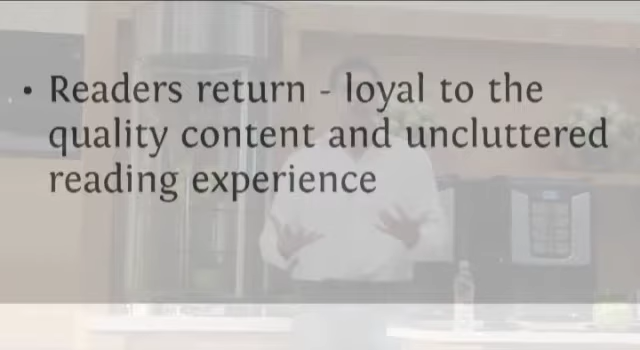 • Readers return - loyal to the
quality content and uncluttered
reading experience